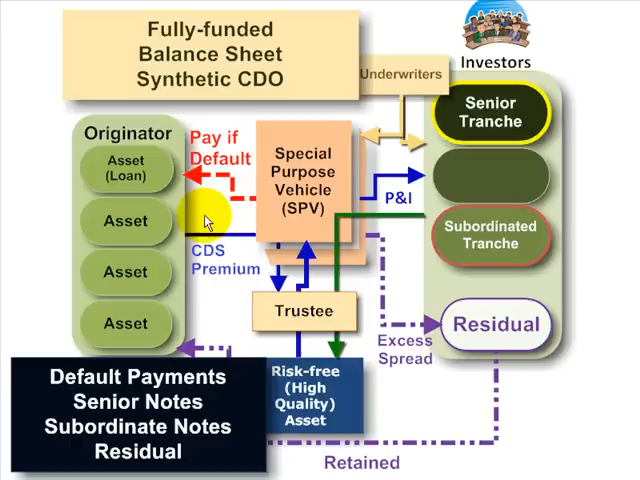 Fully-funded
Balance Sheet
Synthetic CDO
Underwriters
Investors
Originator
Asset
(Loan)
Asset
Asset
Asset
Pay if
Default
CDS
Premium
Special
Purpose
Vehicle
(SPV)
P&I
Senior
Tranche
Subordinated
Tranche
Residual
Trustee
Excess
Spread
Risk-free
(High
Quality)
Asset
Default Payments
Senior Notes
Subordinate Notes
Residual
Retained